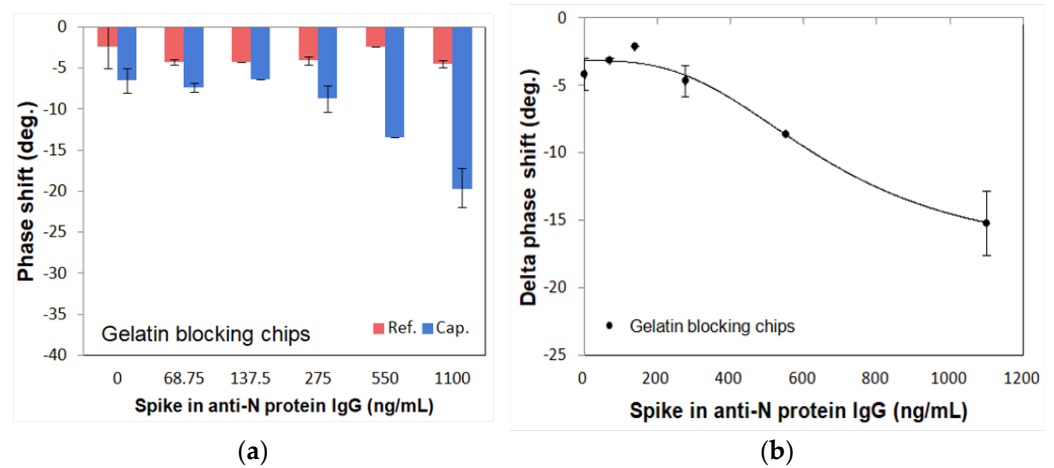 0
-5
-10
-15
-20
-25
-30
-35
-40
Phase shift (deg.)
Gelatin blocking chips
Ref. Cap.
0 68.75 137.5 275 550 1100
Spike in anti-N protein IgG (ng/mL)
(a)
0
-5
-10
-15
-20
-25
Delta phase shift (deg.)
Gelatin blocking chips
0 200 400 600 800 1000 1200
Spike in anti-N protein IgG (ng/mL)
(b)